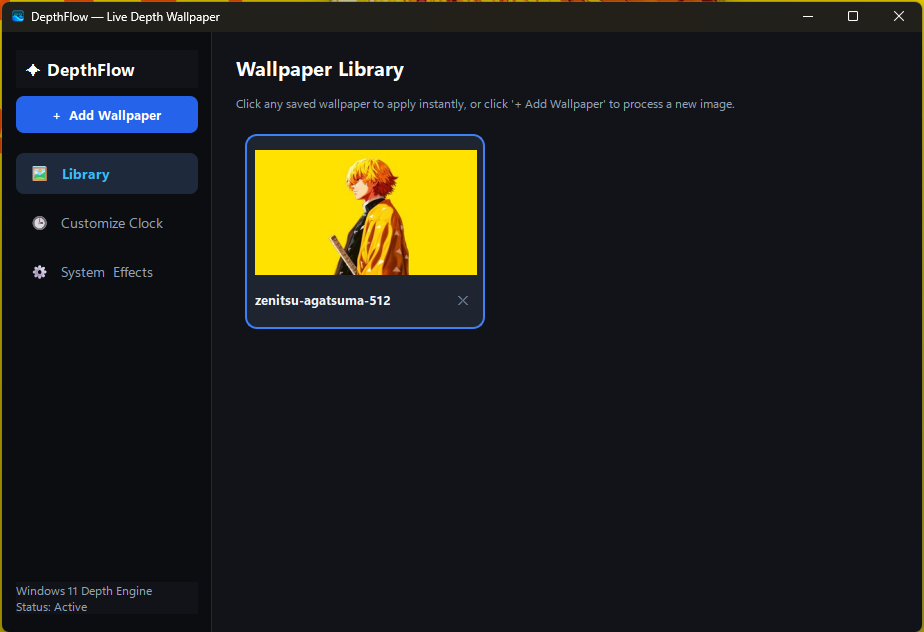 DepthFlow — Live Depth Wallpaper
DepthFlow
+ Add Wallpaper
Library
Customize Clock
System Effects
Windows 11 Depth Engine
Status: Active
Wallpaper Library
Click any saved wallpaper to apply instantly, or click '+ Add Wallpaper' to process a new image.
zenitsu-agatsuma-512